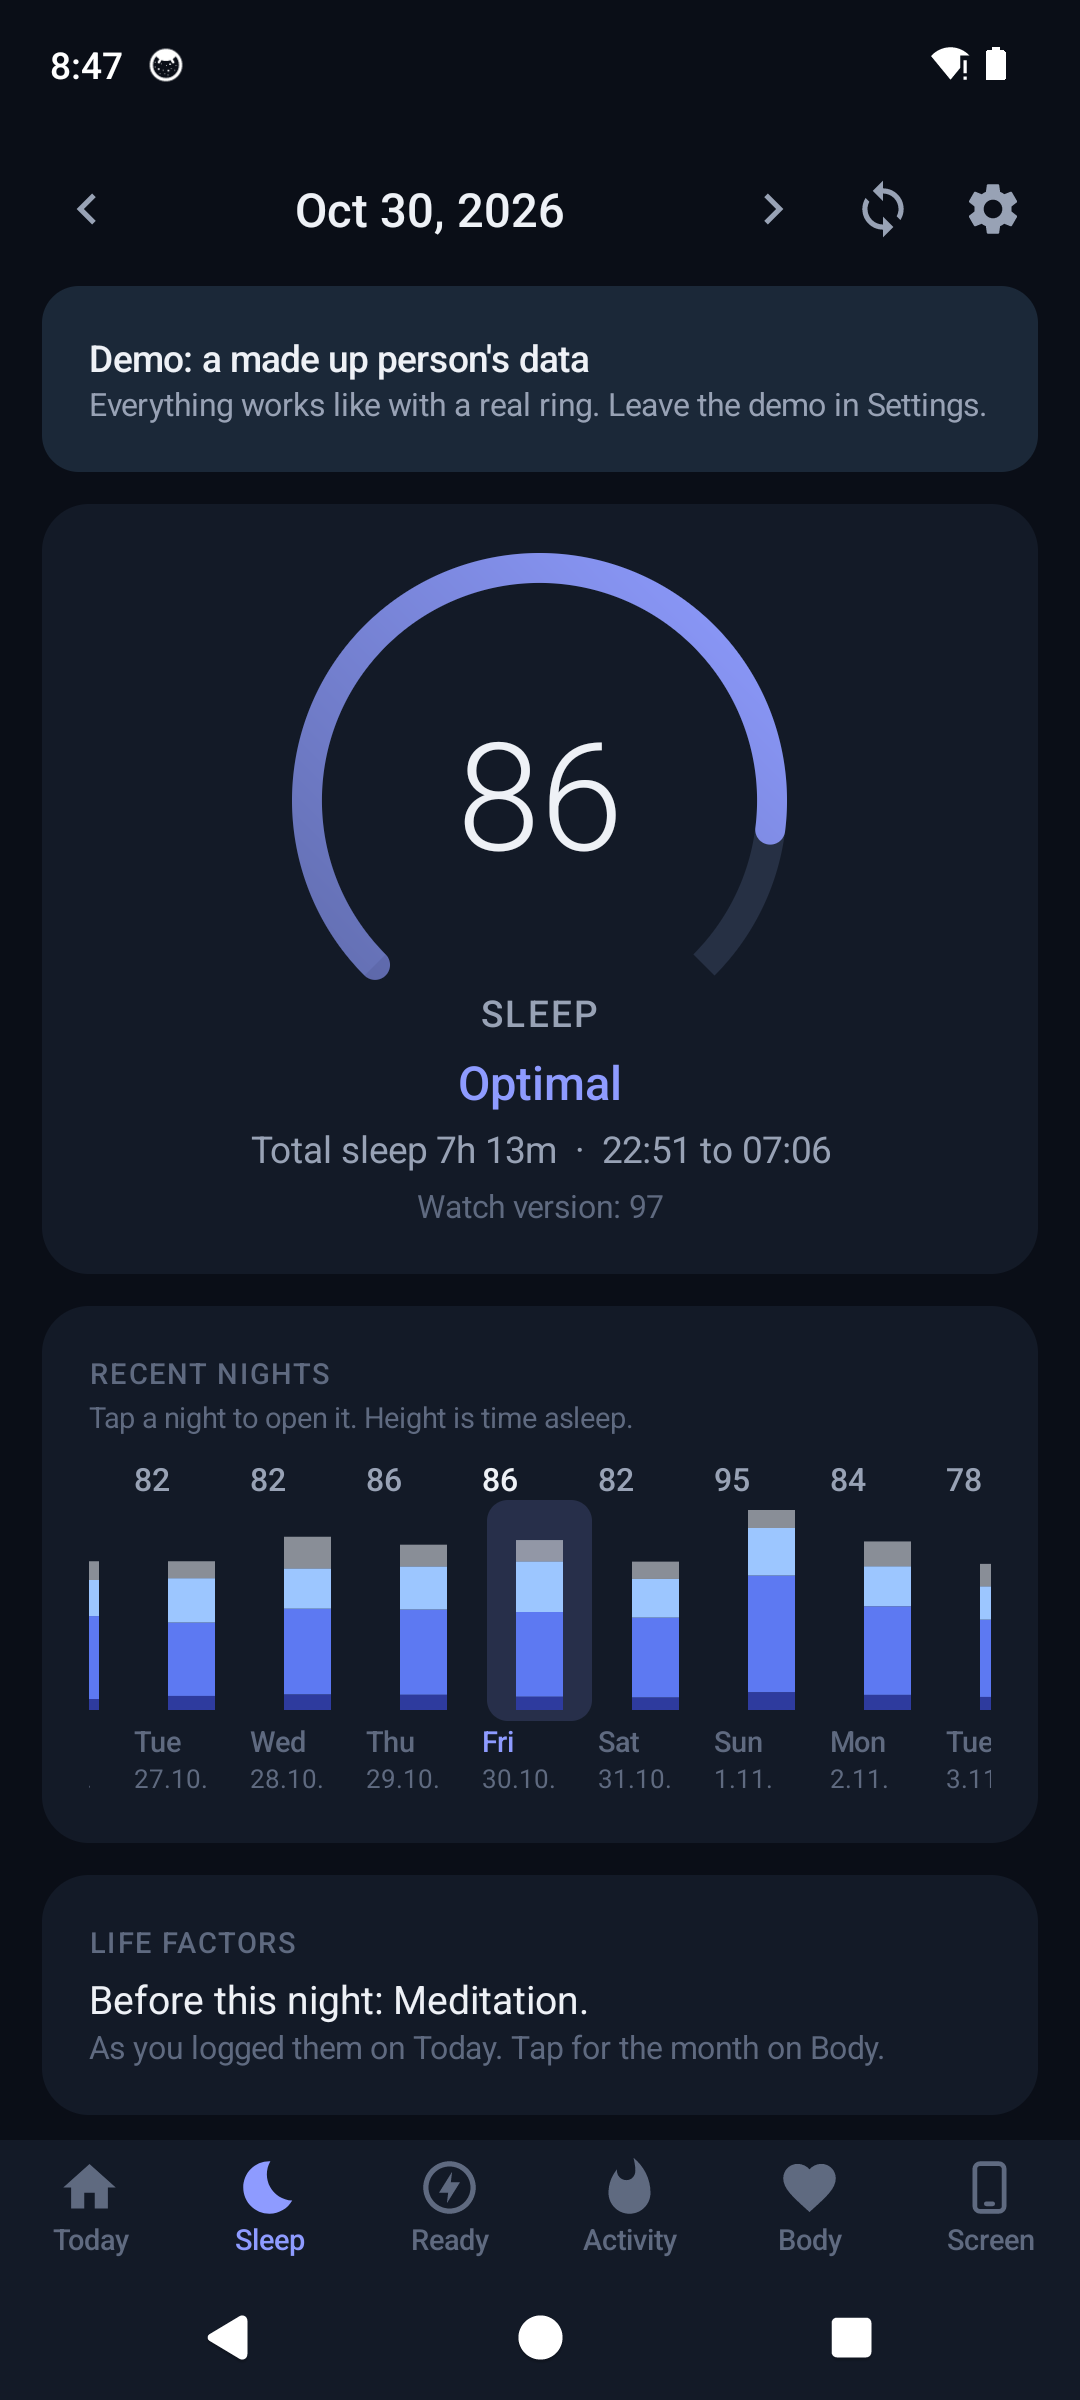 8:47
Oct 30, 2026
Demo: a made up person's data
Everything works like with a real ring. Leave the demo in Settings.
86
SLEEP
Optimal
Total sleep 7h 13m · 22:51 to 07:06
Watch version: 97
RECENT NIGHTS
Tap a night to open it. Height is time asleep.
82 82 86 86 82 95 84 78
Tue Wed Thu Fri Sat Sun Mon Tue
27.10. 28.10. 29.10. 30.10. 31.10. 1.11. 2.11. 3.11
LIFE FACTORS
Before this night: Meditation.
As you logged them on Today. Tap for the month on Body.
Today Sleep Ready Activity Body Screen